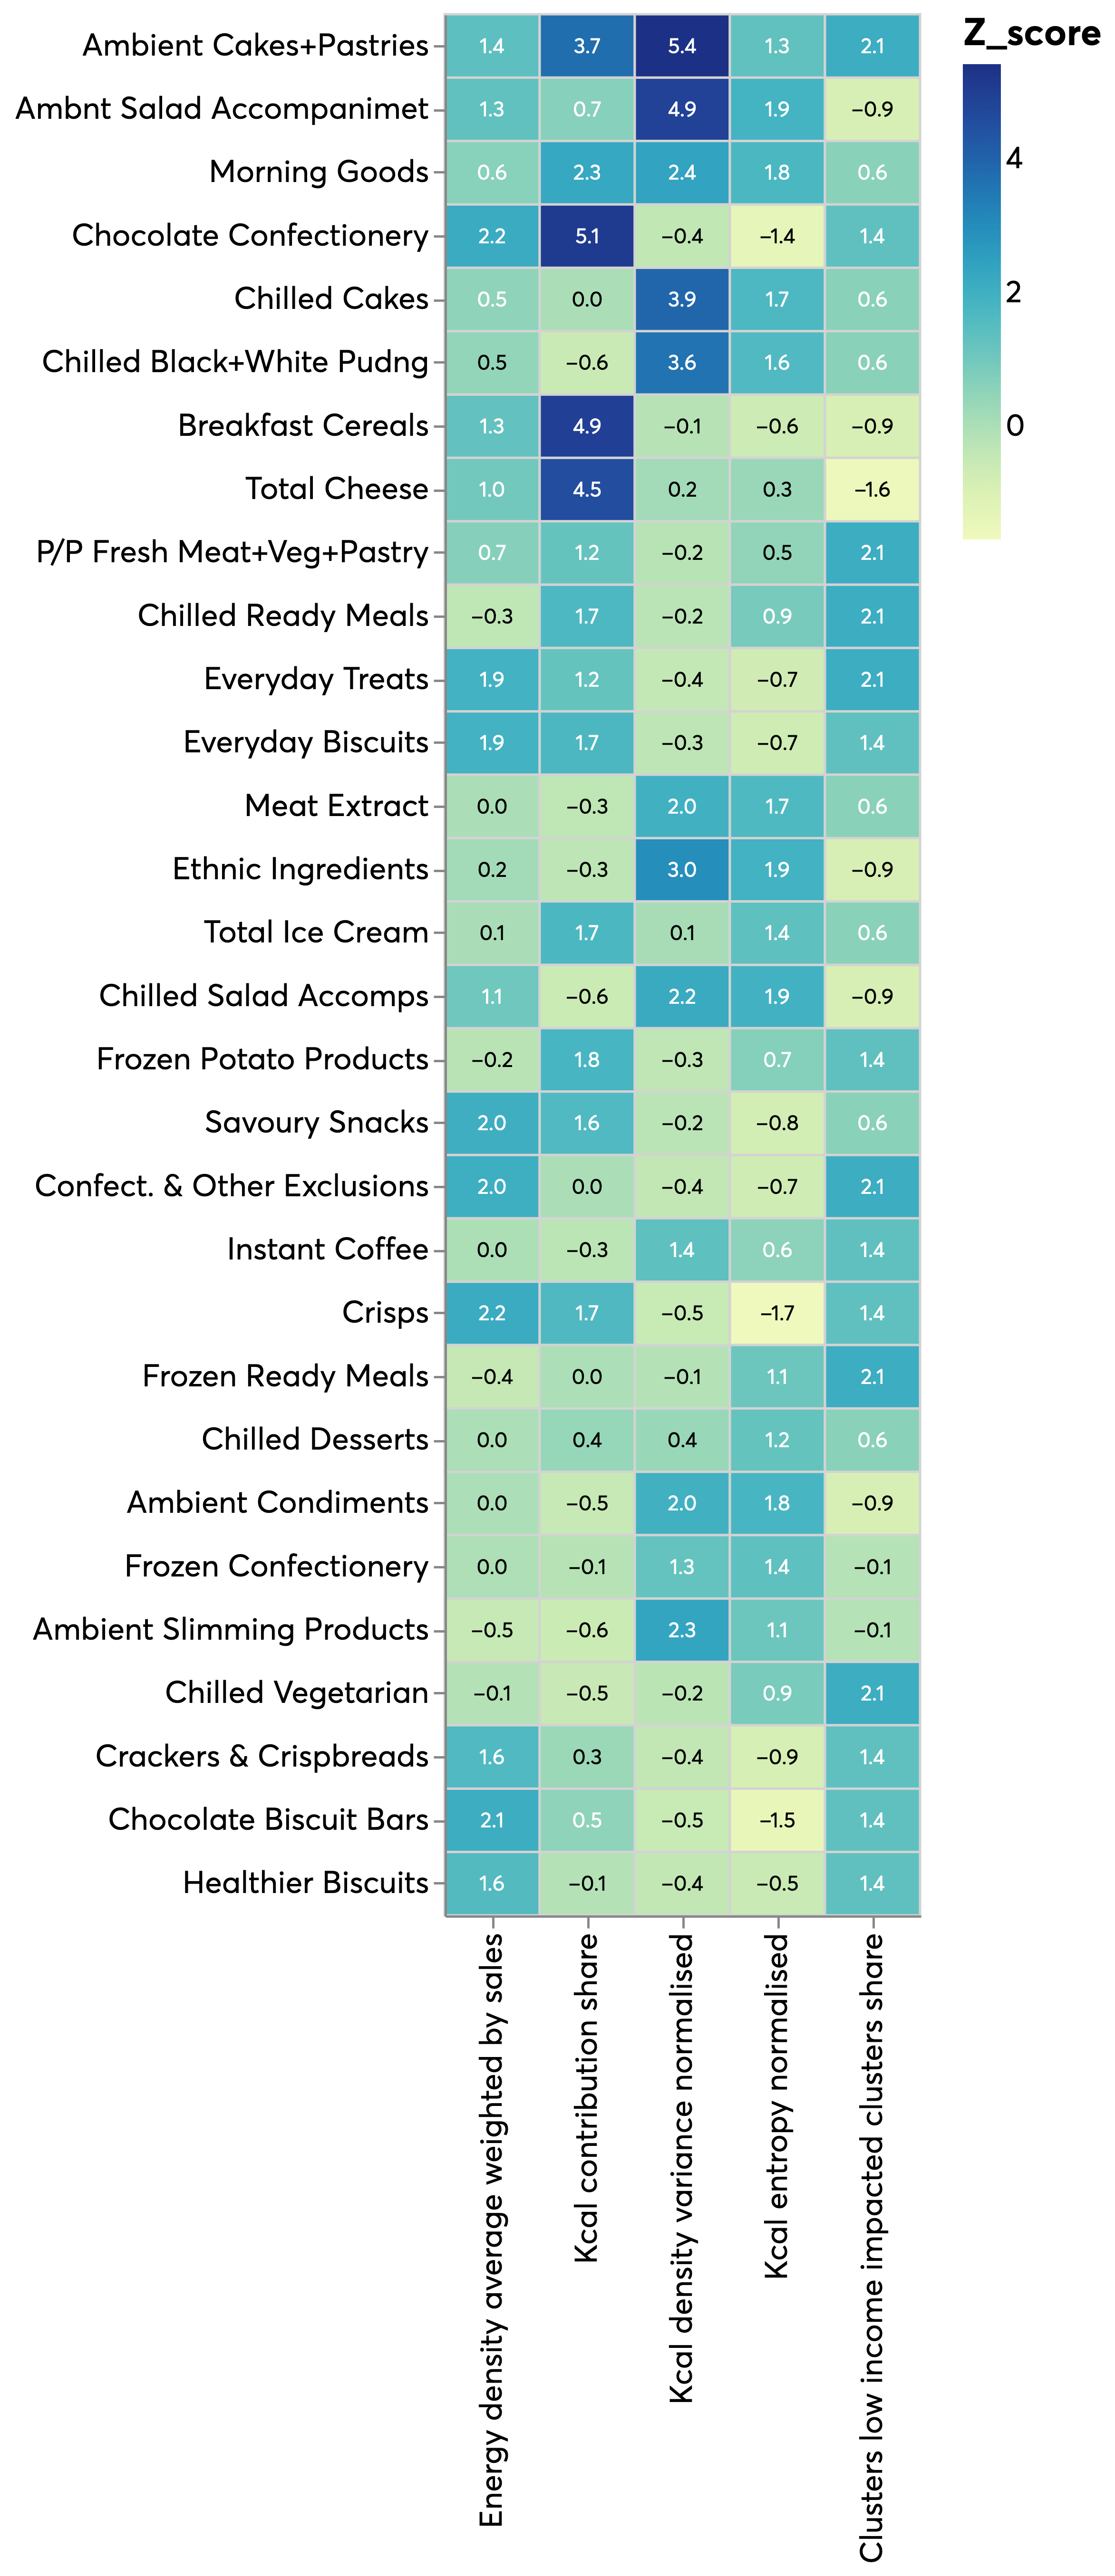 Z_score
4
2
0
Ambient Cakes+Pastries 1.4 3.7 5.4 1.3 2.1
Ambnt Salad Accompanimet 1.3 0.7 4.9 1.9 −0.9
Morning Goods 0.6 2.3 2.4 1.8 0.6
Chocolate Confectionery 2.2 5.1 −0.4 −1.4 1.4
Chilled Cakes 0.5 0.0 3.9 1.7 0.6
Chilled Black+White Pudng 0.5 −0.6 3.6 1.6 0.6
Breakfast Cereals 1.3 4.9 −0.1 −0.6 −0.9
Total Cheese 1.0 4.5 0.2 0.3 −1.6
P/P Fresh Meat+Veg+Pastry 0.7 1.2 −0.2 0.5 2.1
Chilled Ready Meals −0.3 1.7 −0.2 0.9 2.1
Everyday Treats 1.9 1.2 −0.4 −0.7 2.1
Everyday Biscuits 1.9 1.7 −0.3 −0.7 1.4
Meat Extract 0.0 −0.3 2.0 1.7 0.6
Ethnic Ingredients 0.2 −0.3 3.0 1.9 −0.9
Total Ice Cream 0.1 1.7 0.1 1.4 0.6
Chilled Salad Accomps 1.1 −0.6 2.2 1.9 −0.9
Frozen Potato Products −0.2 1.8 −0.3 0.7 1.4
Savoury Snacks 2.0 1.6 −0.2 −0.8 0.6
Confect. & Other Exclusions 2.0 0.0 −0.4 −0.7 2.1
Instant Coffee 0.0 −0.3 1.4 0.6 1.4
Crisps 2.2 1.7 −0.5 −1.7 1.4
Frozen Ready Meals −0.4 0.0 −0.1 1.1 2.1
Chilled Desserts 0.0 0.4 0.4 1.2 0.6
Ambient Condiments 0.0 −0.5 2.0 1.8 −0.9
Frozen Confectionery 0.0 −0.1 1.3 1.4 −0.1
Ambient Slimming Products −0.5 −0.6 2.3 1.1 −0.1
Chilled Vegetarian −0.1 −0.5 −0.2 0.9 2.1
Crackers & Crispbreads 1.6 0.3 −0.4 −0.9 1.4
Chocolate Biscuit Bars 2.1 0.5 −0.5 −1.5 1.4
Healthier Biscuits 1.6 −0.1 −0.4 −0.5 1.4
Energy density average weighted by sales
Kcal contribution share
Kcal density variance normalised
Kcal entropy normalised
Clusters low income impacted clusters share